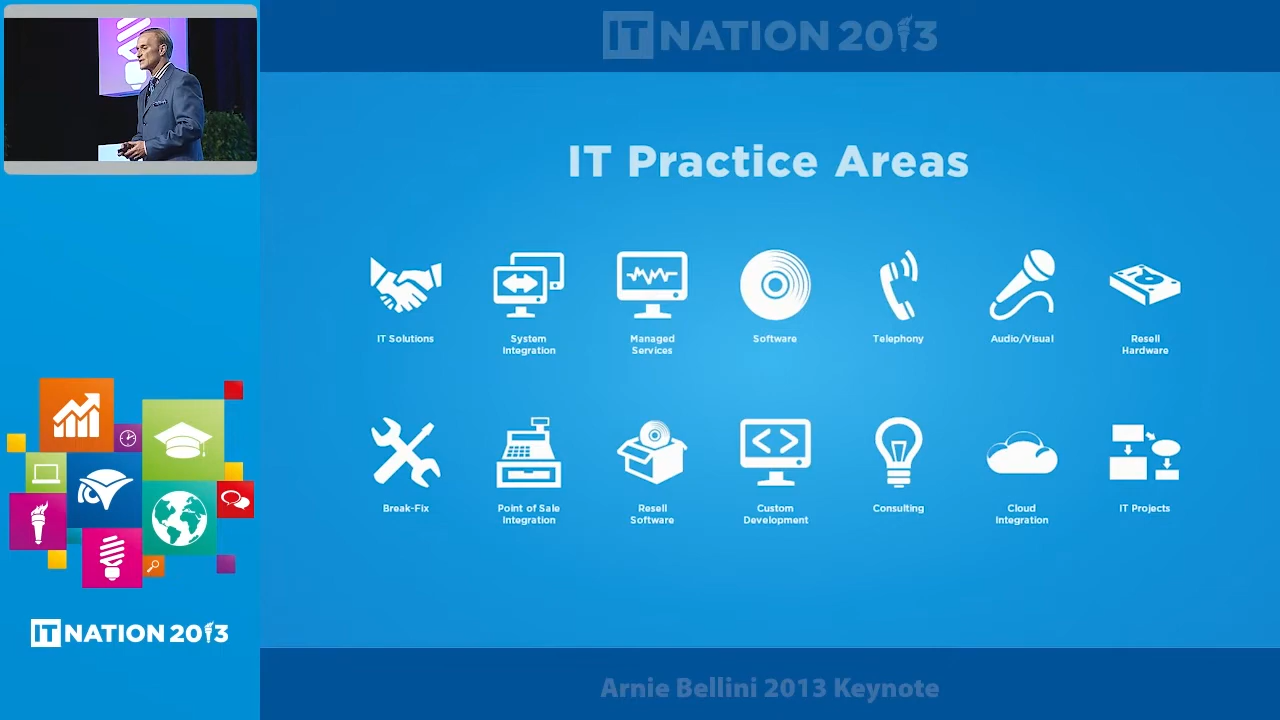 IT NATION 2013
IT Practice Areas
IT Solutions
System
Integration
Managed
Services
Software
Telephony
Audio/Visual
Resell
Hardware
Break-Fix
Point of Sale
Integration
Resell
Software
Custom
Development
Consulting
Cloud
Integration
IT Projects
IT NATION 2013
Arnie Bellini 2013 Keynote